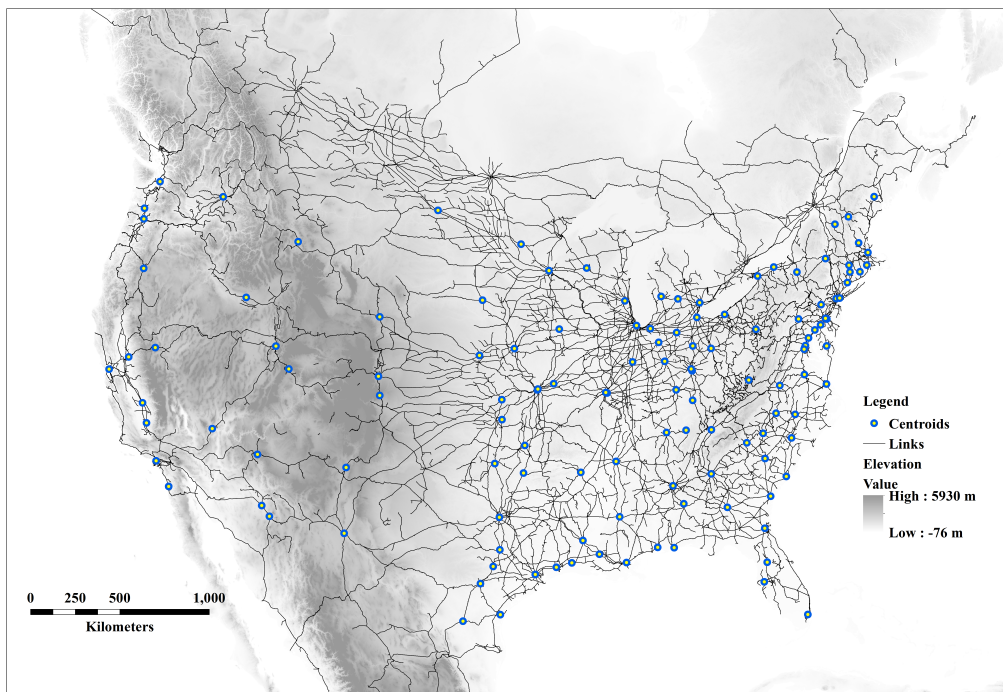 Legend
Centroids
Links
Elevation
Value
High : 5930 m
Low : -76 m
0 250 500 1,000
Kilometers